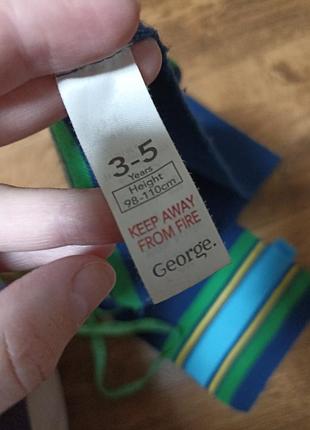 3-5
Years
Height
98-110cm
KEEP AWAY
FROM FIRE
George.